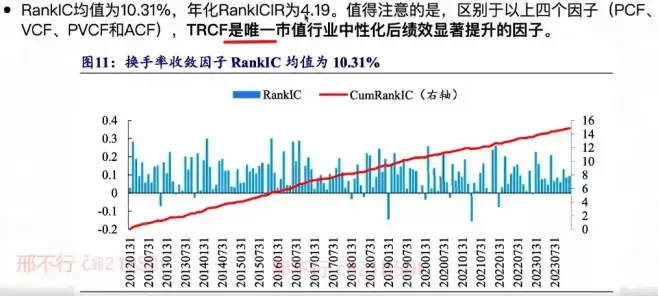 • RankIC均值为10.31%，年化RankICIR为4.19。值得注意的是，区别于以上四个因子（PCF、
VCF、PVCF和ACF），TRCF是唯一市值行业中性化后绩效显著提升的因子。
图11：换手率收敛因子 RankIC 均值为 10.31%
RankIC CumRankIC（右轴）
0.4 16
0.3 14
12
0.2 10
0.1 8
0 6
-0.1 4
2
-0.2 0
20120131 20120731 20130131 20130731 20140131 20140731 20150131 20150731 20160131 20160731 20170131 20170731 20180131 20180731 20190131 20190731 20200131 20200731 20210131 20210731 20220131 20220731 20230131 20230731
邢不行
邢不行